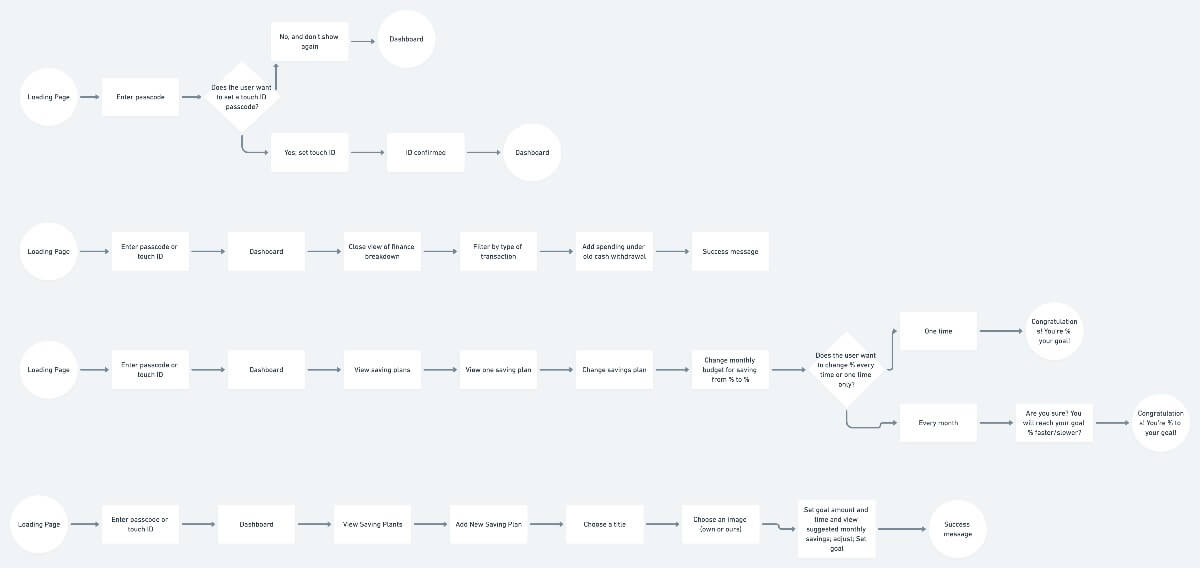 No, and don't show
again
Dashboard
Loading Page
Enter passcode
Does the user want
to set a touch ID
passcode?
Yes; set touch ID
ID confirmed
Dashboard
Loading Page
Enter passcode or
touch ID
Dashboard
Close view of finance
breakdown
Filter by type of
transaction
Add spending under
old cash withdrawal
Success message
Loading Page
Enter passcode or
touch ID
Dashboard
View saving plans
View one saving plan
Change savings plan
Change monthly
budget for saving
from % to %
Does the user want
to change % every
time or one time
only?
One time
Congratulation
s! You're %
your goal!
Every month
Are you sure? You
will reach your goal
% faster/slower?
Congratulation
s! You're % to
your goal!
Loading Page
Enter passcode or
touch ID
Dashboard
View Saving Plants
Add New Saving Plan
Choose a title
Choose an image
(own or ours)
Set goal amount and
time and view
suggested monthly
savings; adjust; Set
goal
Success
message